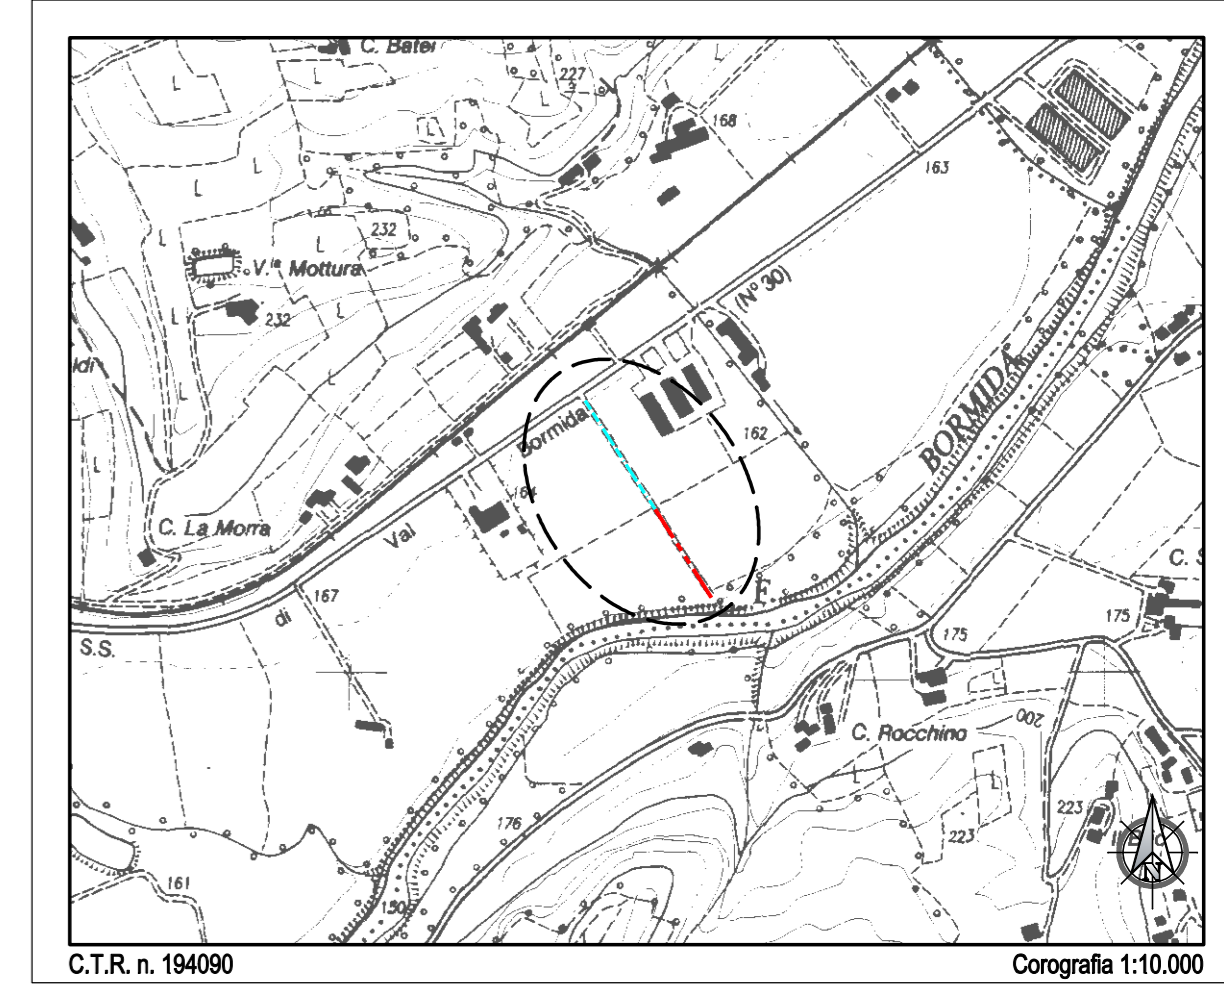 C. Batei
L
L
227
L
L
168
163
L
L
232
L
L
V.ᴵᵃ Mottura
L
232
(N° 30)
L
L
BORMIDA
Bormida
162
L
164
C. La Morra
Val
C. S
F.
167
di
175
175
S.S.
200
C. Rocchino
L
L
223
223
176
161
150
N
C.T.R. n. 194090
Corografia 1:10.000